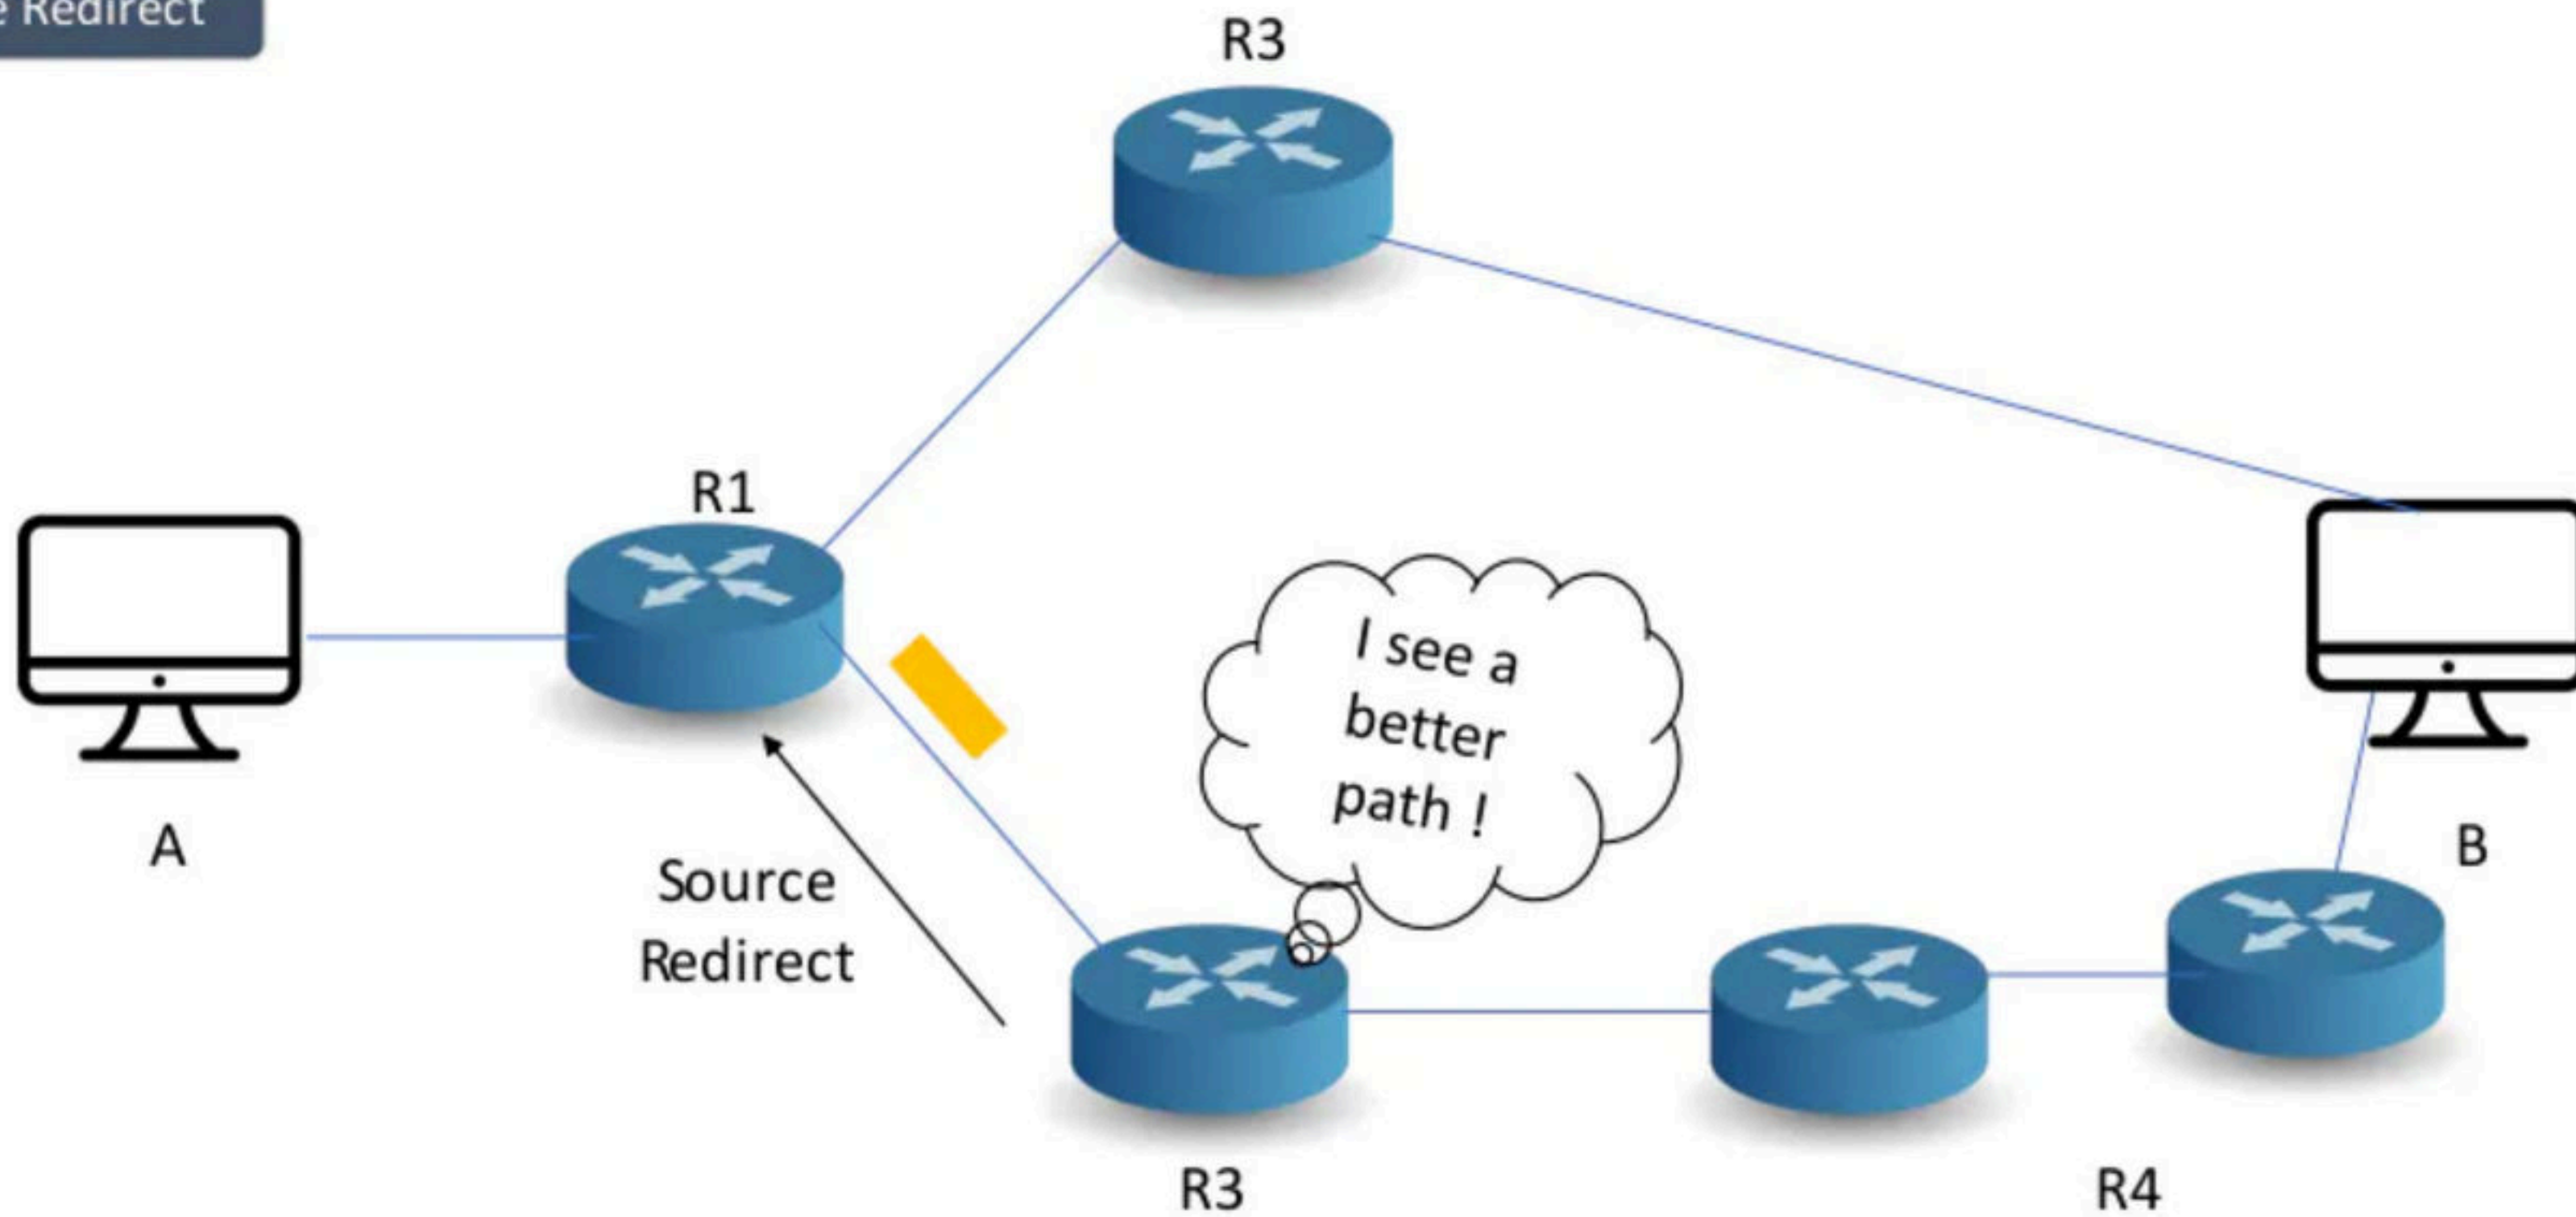 Redirect
R3
R1
I see a
better
path !
A
Source
Redirect
B
R3
R4